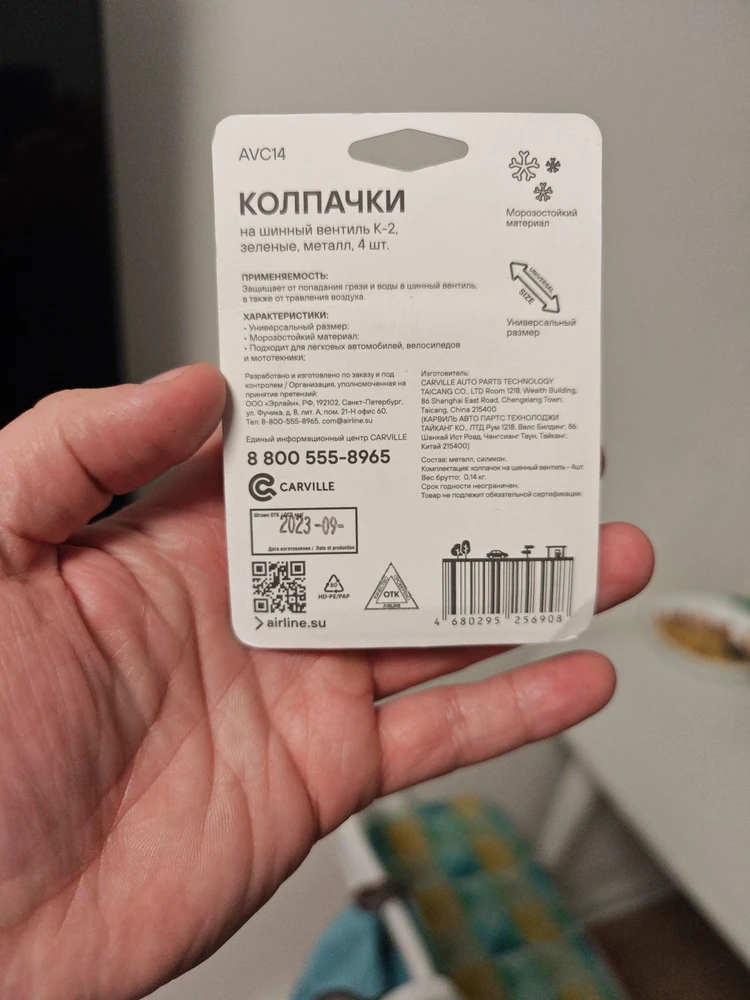 AVC14
КОЛПАЧКИ
на шинный вентиль К-2,
зеленые, металл, 4 шт.
Морозостойкий
материал
ПРИМЕНЯЕМОСТЬ:
Защищает от попадания грязи и воды в шинный вентиль,
а также от травления воздуха.
UNIVERSAL
SIZE
Универсальный
размер
ХАРАКТЕРИСТИКИ:
• Универсальный размер;
• Морозостойкий материал;
• Подходит для легковых автомобилей, велосипедов
и мототехники;
Разработано и изготовлено по заказу и под
контролем / Организация, уполномоченная на
принятие претензий:
ООО «Эрлайн», РФ, 192102, Санкт-Петербург,
ул. Фучика, д. 8, лит. А, пом. 21-Н офис 60,
Тел: 8-800-555-8965, com@airline.su
Единый информационный центр CARVILLE
8 800 555-8965
CARVILLE
Изготовитель:
CARVILLE AUTO PARTS TECHNOLOGY
TAICANG CO., LTD Room 1218, Wealth Building,
86 Shanghai East Road, Chengxiang Town,
Taicang, China 215400
(КАРВИЛЬ АВТО ПАРТС ТЕХНОЛОДЖИ
ТАЙКАНГ КО., ЛТД Рум 1218, Велс Билдинг, 86
Шанхай Ист Роад, Ченгсианг Таун, Тайканг,
Китай 215400)
Состав: металл, силикон.
Комплектация: колпачок на шинный вентиль - 4шт.
Вес брутто: 0,14 кг.
Срок годности неограничен.
Товар не подлежит обязательной сертификации.
Штамп ОТК
2023-09
Дата изготовления / Date of production
80
HD-PE/PAP
ОТК
AIRLINE
airline.su
4 680295 256908